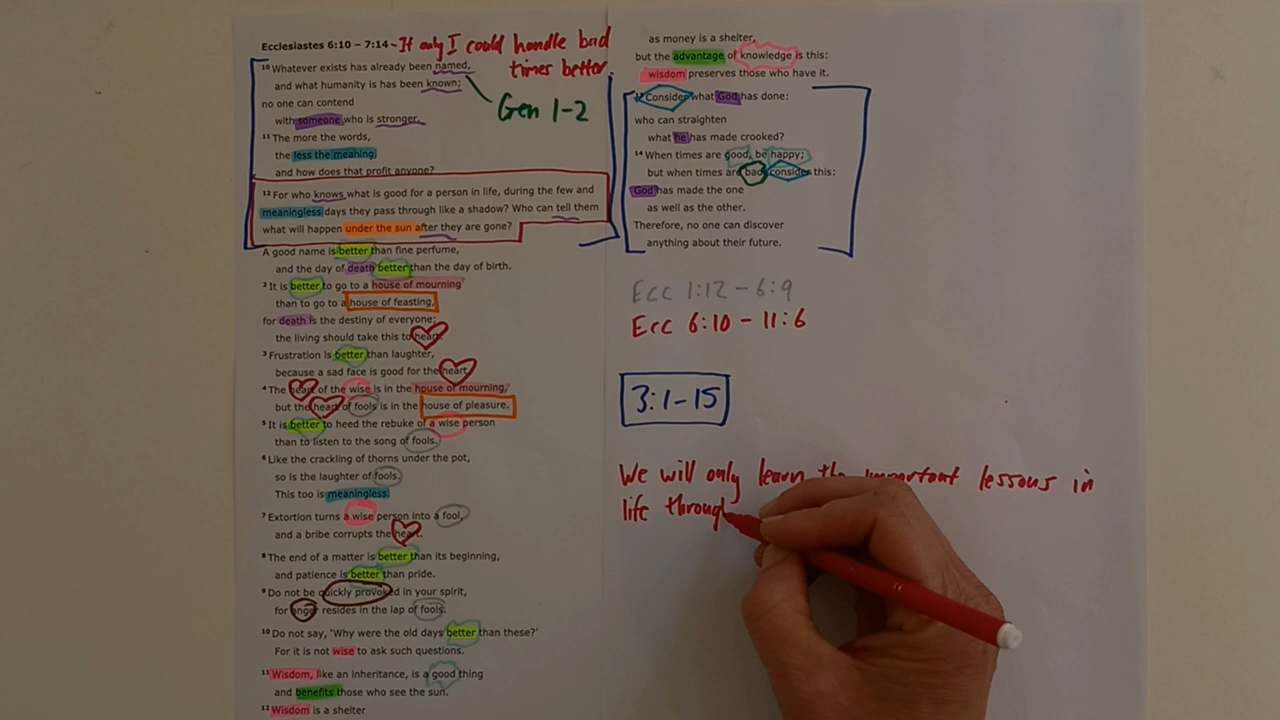 Ecclesiastes 6:10 – 7:14 ~ If only I could handle bad
times better.
10 Whatever exists has already been named,
and what humanity is has been known;
no one can contend
with someone who is stronger.
11 The more the words,
the less the meaning,
and how does that profit anyone?
12 For who knows what is good for a person in life, during the few and
meaningless days they pass through like a shadow? Who can tell them
what will happen under the sun after they are gone?
Gen 1-2
A good name is better than fine perfume,
and the day of death better than the day of birth.
2 It is better to go to a house of mourning
than to go to a house of feasting,
for death is the destiny of everyone;
the living should take this to heart.
3 Frustration is better than laughter,
because a sad face is good for the heart.
4 The heart of the wise is in the house of mourning,
but the heart of fools is in the house of pleasure.
5 It is better to heed the rebuke of a wise person
than to listen to the song of fools.
6 Like the crackling of thorns under the pot,
so is the laughter of fools.
This too is meaningless.
7 Extortion turns a wise person into a fool,
and a bribe corrupts the heart.
8 The end of a matter is better than its beginning,
and patience is better than pride.
9 Do not be quickly provoked in your spirit,
for anger resides in the lap of fools.
10 Do not say, 'Why were the old days better than these?'
For it is not wise to ask such questions.
11 Wisdom, like an inheritance, is a good thing
and benefits those who see the sun.
12 Wisdom is a shelter
as money is a shelter,
but the advantage of knowledge is this:
wisdom preserves those who have it.
13 Consider what God has done:
who can straighten
what he has made crooked?
14 When times are good, be happy;
but when times are bad consider this:
God has made the one
as well as the other.
Therefore, no one can discover
anything about their future.
Ecc 1:12 - 6:9
Ecc 6:10 - 11:6
3:1-15
We will only learn the important lessons in
life through